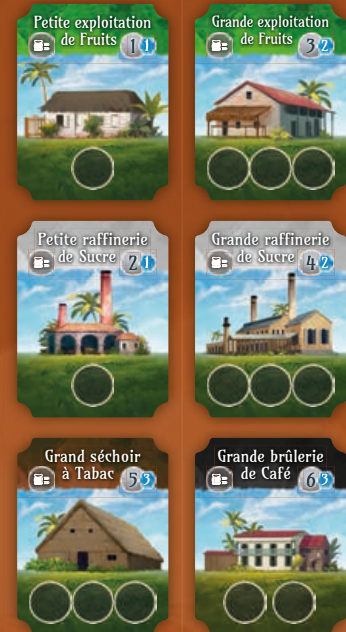 Petite exploitation
de Fruits 1 1
Grande exploitation
de Fruits 3 2
Petite raffinerie
de Sucre 2 1
Grande raffinerie
de Sucre 4 2
Grand séchoir
à Tabac 5 3
Grande brûlerie
de Café 6 3